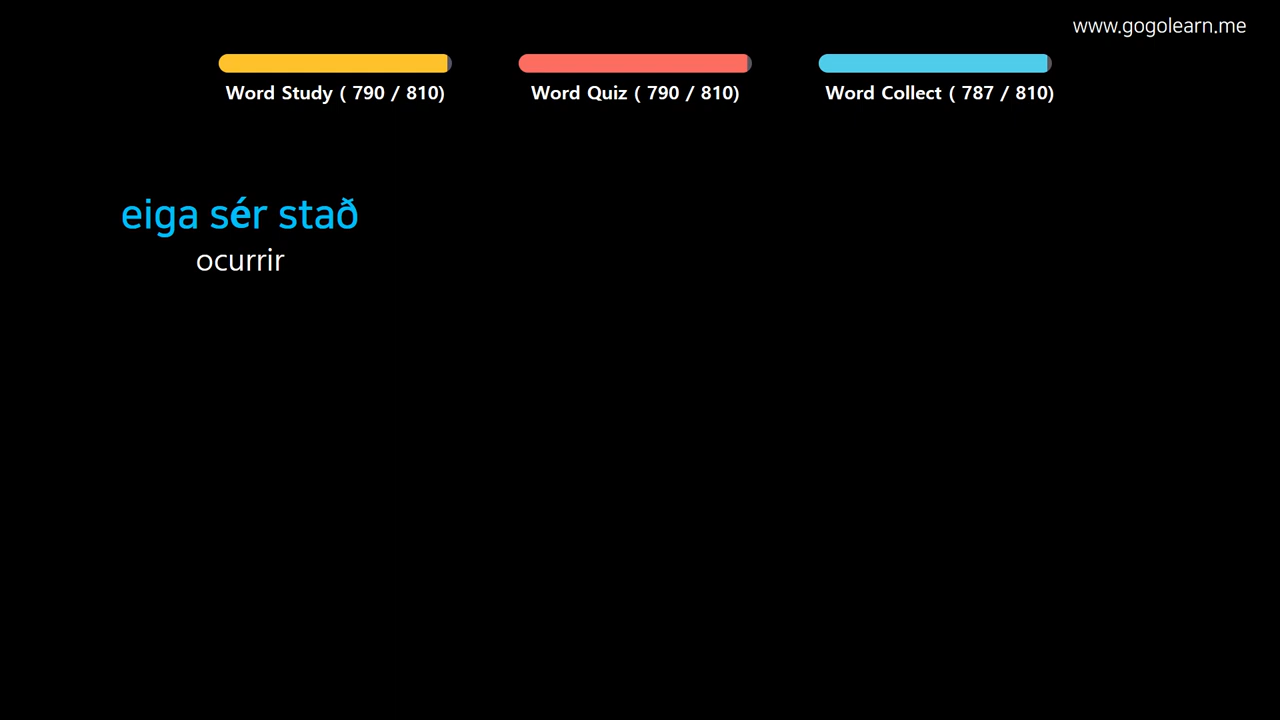 www.gogolearn.me
Word Study ( 790 / 810)
Word Quiz ( 790 / 810)
Word Collect ( 787 / 810)
eiga sér stað
ocurrir